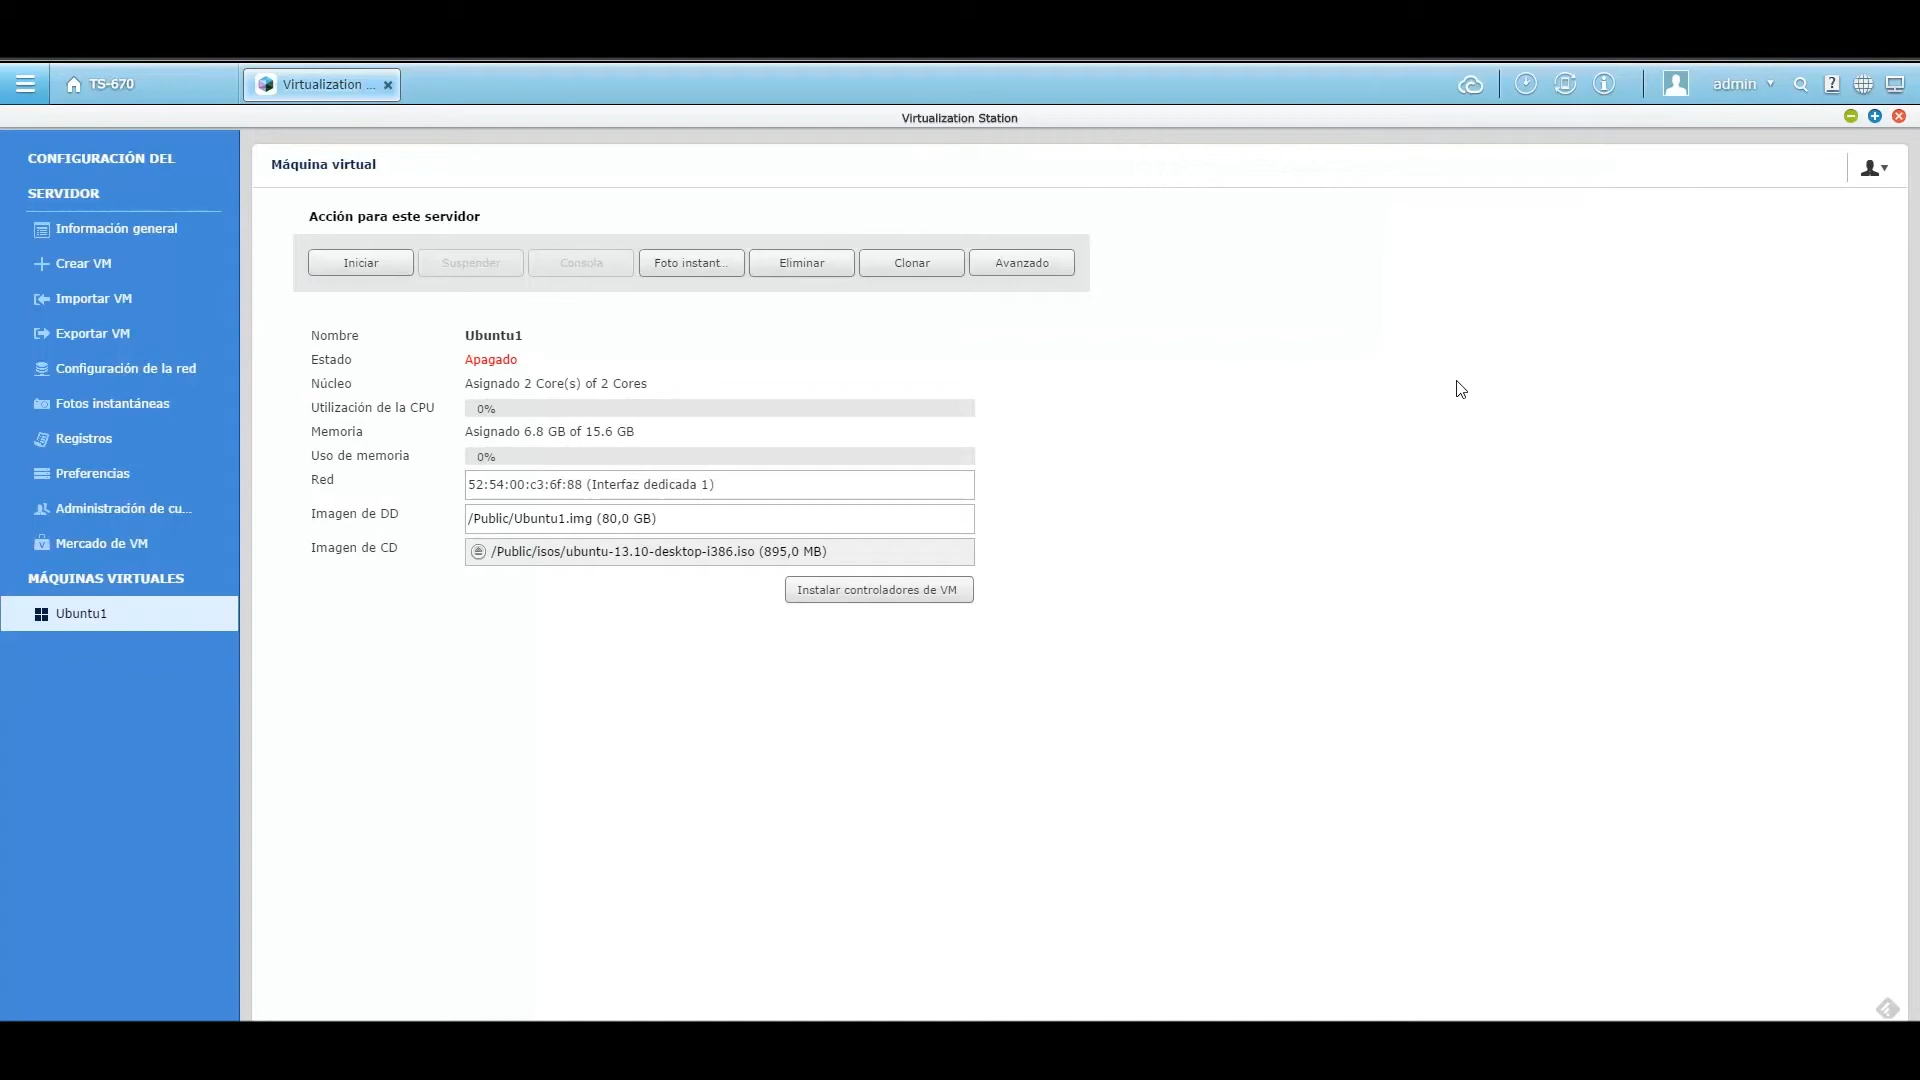 TS-670
Virtualization ...
admin
Virtualization Station
CONFIGURACIÓN DEL
SERVIDOR
Información general
Crear VM
Importar VM
Exportar VM
Configuración de la red
Fotos instantáneas
Registros
Preferencias
Administración de cu...
Mercado de VM
MÁQUINAS VIRTUALES
Ubuntu1
Máquina virtual
Acción para este servidor
Iniciar Suspender Consola Foto instant... Eliminar Clonar Avanzado
Nombre Ubuntu1
Estado Apagado
Núcleo Asignado 2 Core(s) of 2 Cores
Utilización de la CPU 0%
Memoria Asignado 6.8 GB of 15.6 GB
Uso de memoria 0%
Red 52:54:00:c3:6f:88 (Interfaz dedicada 1)
Imagen de DD /Public/Ubuntu1.img (80,0 GB)
Imagen de CD /Public/isos/ubuntu-13.10-desktop-i386.iso (895,0 MB)
Instalar controladores de VM